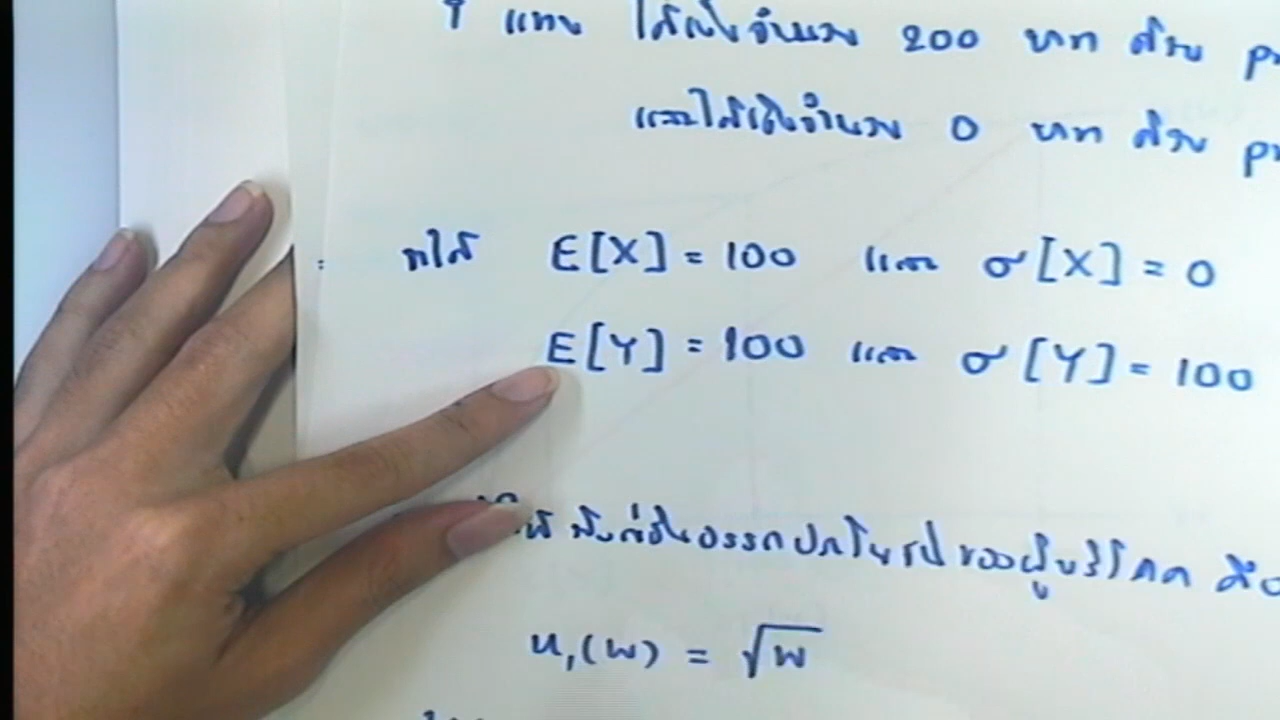 Y แทน ได้เงินจำนวน 200 บาท ด้วย pr
และได้เงินจำนวน 0 บาท ด้วย pr
ทำให้ E[X] = 100 และ σ[X] = 0
E[Y] = 100 และ σ[Y] = 100
ฟังก์ชันอรรถประโยชน์ ของผู้บริโภค คือ
u₁(w) = √w